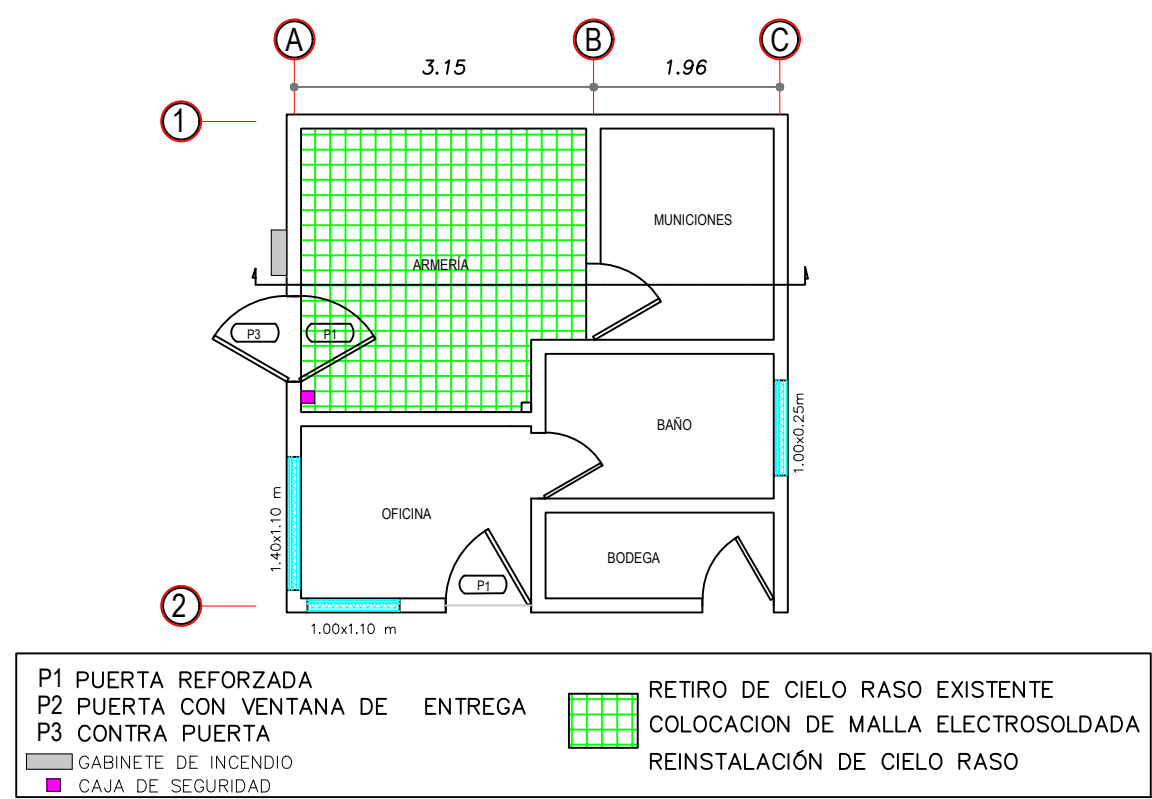 A B C
3.15 1.96
1
MUNICIONES
ARMERÍA
P3 P1
BAÑO
1.00x0.25m
OFICINA
1.40x1.10 m
BODEGA
P1
2
1.00x1.10 m
P1 PUERTA REFORZADA
P2 PUERTA CON VENTANA DE ENTREGA
P3 CONTRA PUERTA
GABINETE DE INCENDIO
CAJA DE SEGURIDAD
RETIRO DE CIELO RASO EXISTENTE
COLOCACION DE MALLA ELECTROSOLDADA
REINSTALACIÓN DE CIELO RASO